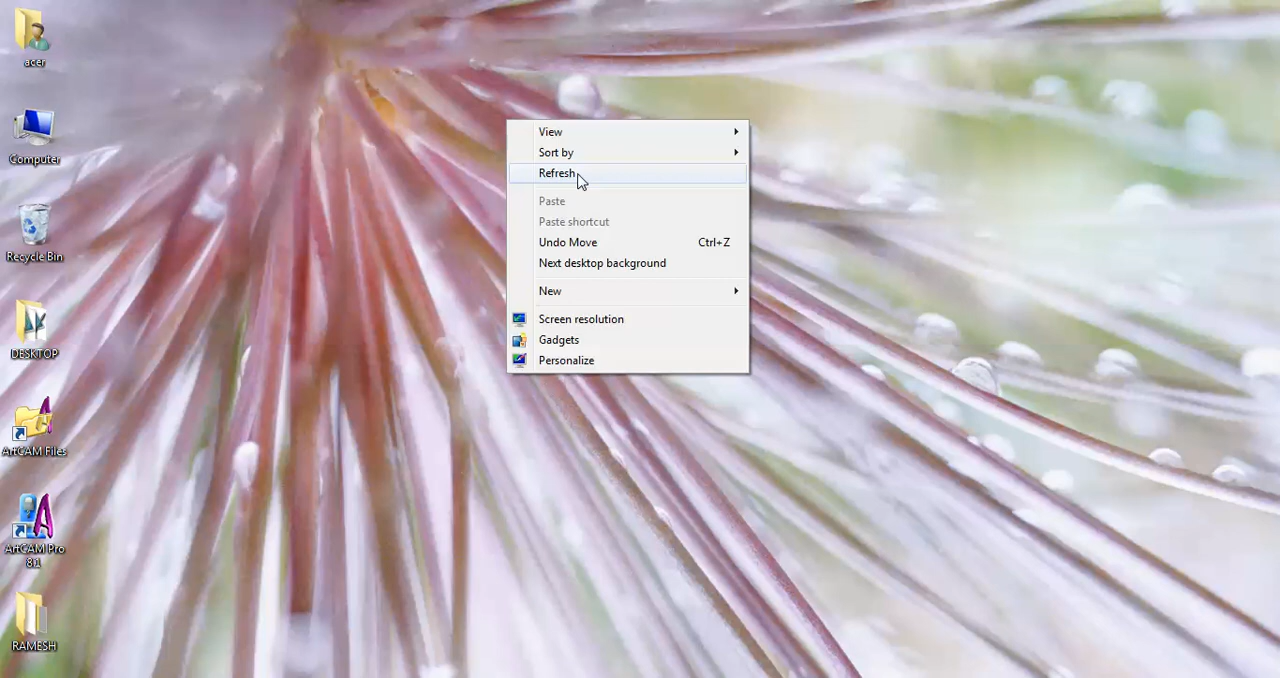 acer
Computer
Recycle Bin
DESKTOP
ArtCAM Files
ArtCAM Pro
8.1
RAMESH
View
Sort by
Refresh
Paste
Paste shortcut
Undo Move Ctrl+Z
Next desktop background
New
Screen resolution
Gadgets
Personalize